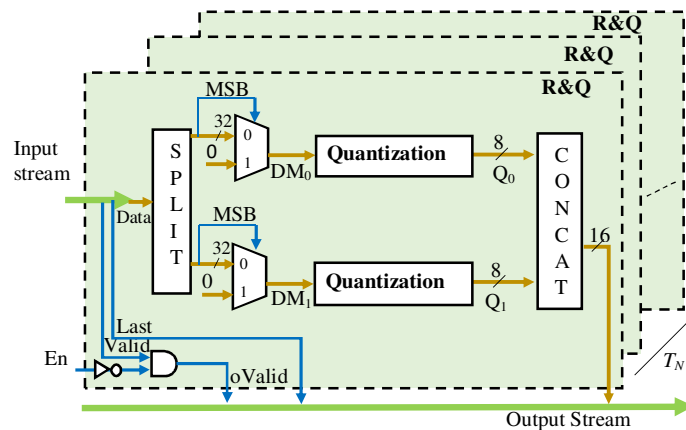 R&Q
R&Q
R&Q
MSB
32
0
0
1
DM0
Quantization
8
Q0
Input
stream
Data
S
P
L
I
T
C
O
N
C
A
T
16
MSB
32
0
0
1
DM1
Quantization
8
Q1
Last
Valid
En
oValid
TN
Output Stream